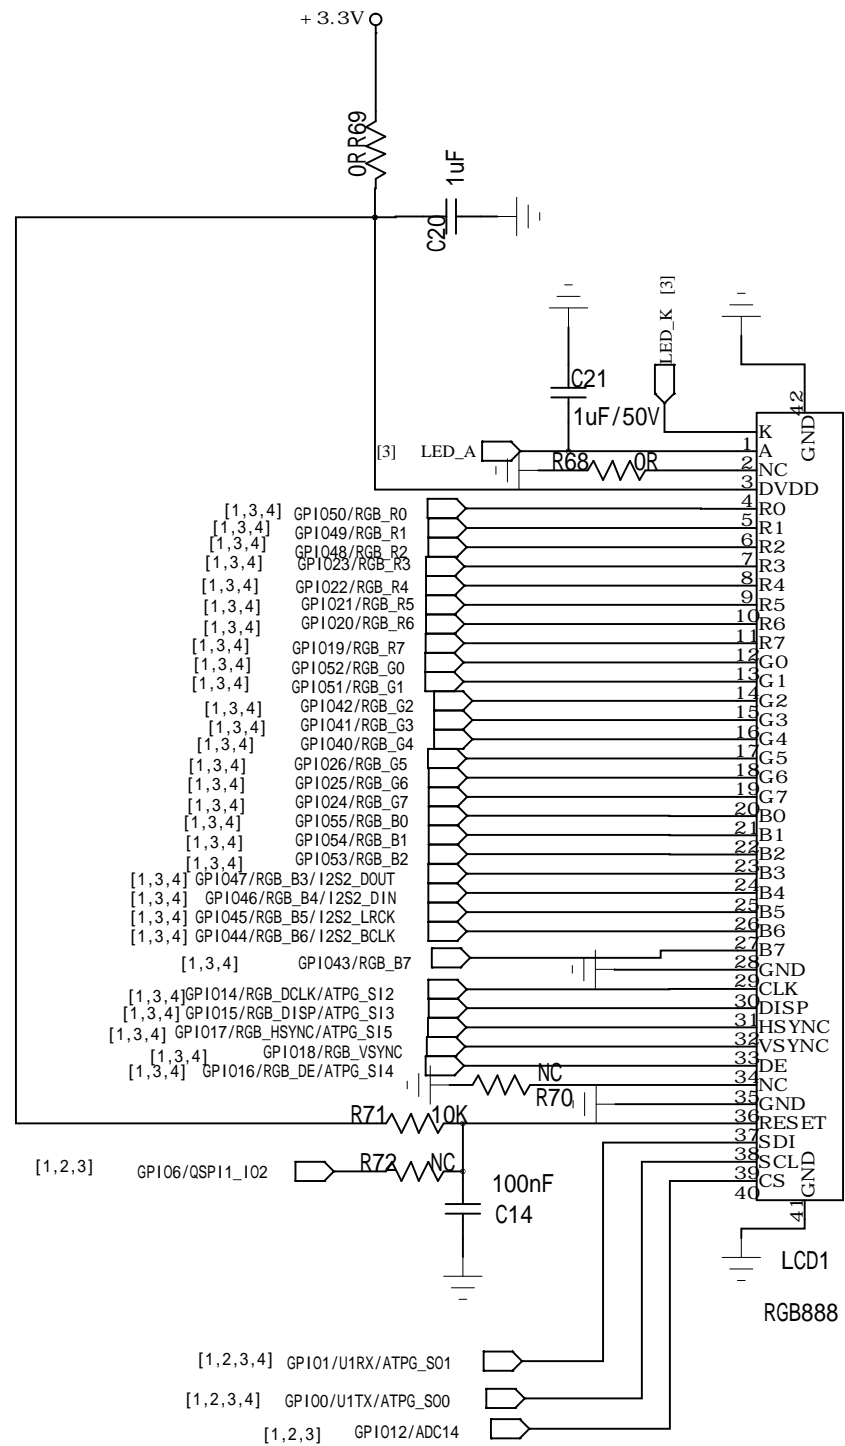 +3.3V
R69
0R
1uF
C20
LED_K [3]
C21
1uF/50V
42
GND
K
[3] LED_A
1 A
R68 0R
2 NC
3 DVDD
[1,3,4] GPIO50/RGB_R0 4 R0
[1,3,4] GPIO49/RGB_R1 5 R1
[1,3,4] GPIO48/RGB_R2 6 R2
[1,3,4] GPIO23/RGB_R3 7 R3
[1,3,4] GPIO22/RGB_R4 8 R4
[1,3,4] GPIO21/RGB_R5 9 R5
[1,3,4] GPIO20/RGB_R6 10 R6
[1,3,4] GPIO19/RGB_R7 11 R7
[1,3,4] GPIO52/RGB_G0 12 G0
[1,3,4] GPIO51/RGB_G1 13 G1
[1,3,4] GPIO42/RGB_G2 14 G2
[1,3,4] GPIO41/RGB_G3 15 G3
[1,3,4] GPIO40/RGB_G4 16 G4
[1,3,4] GPIO26/RGB_G5 17 G5
[1,3,4] GPIO25/RGB_G6 18 G6
[1,3,4] GPIO24/RGB_G7 19 G7
[1,3,4] GPIO55/RGB_B0 20 B0
[1,3,4] GPIO54/RGB_B1 21 B1
[1,3,4] GPIO53/RGB_B2 22 B2
[1,3,4] GPIO47/RGB_B3/I2S2_DOUT 23 B3
[1,3,4] GPIO46/RGB_B4/I2S2_DIN 24 B4
[1,3,4] GPIO45/RGB_B5/I2S2_LRCK 25 B5
[1,3,4] GPIO44/RGB_B6/I2S2_BCLK 26 B6
[1,3,4] GPIO43/RGB_B7 27 B7
28 GND
[1,3,4] GPIO14/RGB_DCLK/ATPG_SI2 29 CLK
[1,3,4] GPIO15/RGB_DISP/ATPG_SI3 30 DISP
[1,3,4] GPIO17/RGB_HSYNC/ATPG_SI5 31 HSYNC
[1,3,4] GPIO18/RGB_VSYNC 32 VSYNC
[1,3,4] GPIO16/RGB_DE/ATPG_SI4 33 DE
NC 34 NC
R70 35 GND
R71 10K 36 RESET
37 SDI
[1,2,3] GPIO6/QSPI1_IO2 R72 NC 38 SCL
39 CS
40
GND
41
100nF
C14
LCD1
RGB888
[1,2,3,4] GPIO1/U1RX/ATPG_SO1
[1,2,3,4] GPIO0/U1TX/ATPG_SO0
[1,2,3] GPIO12/ADC14